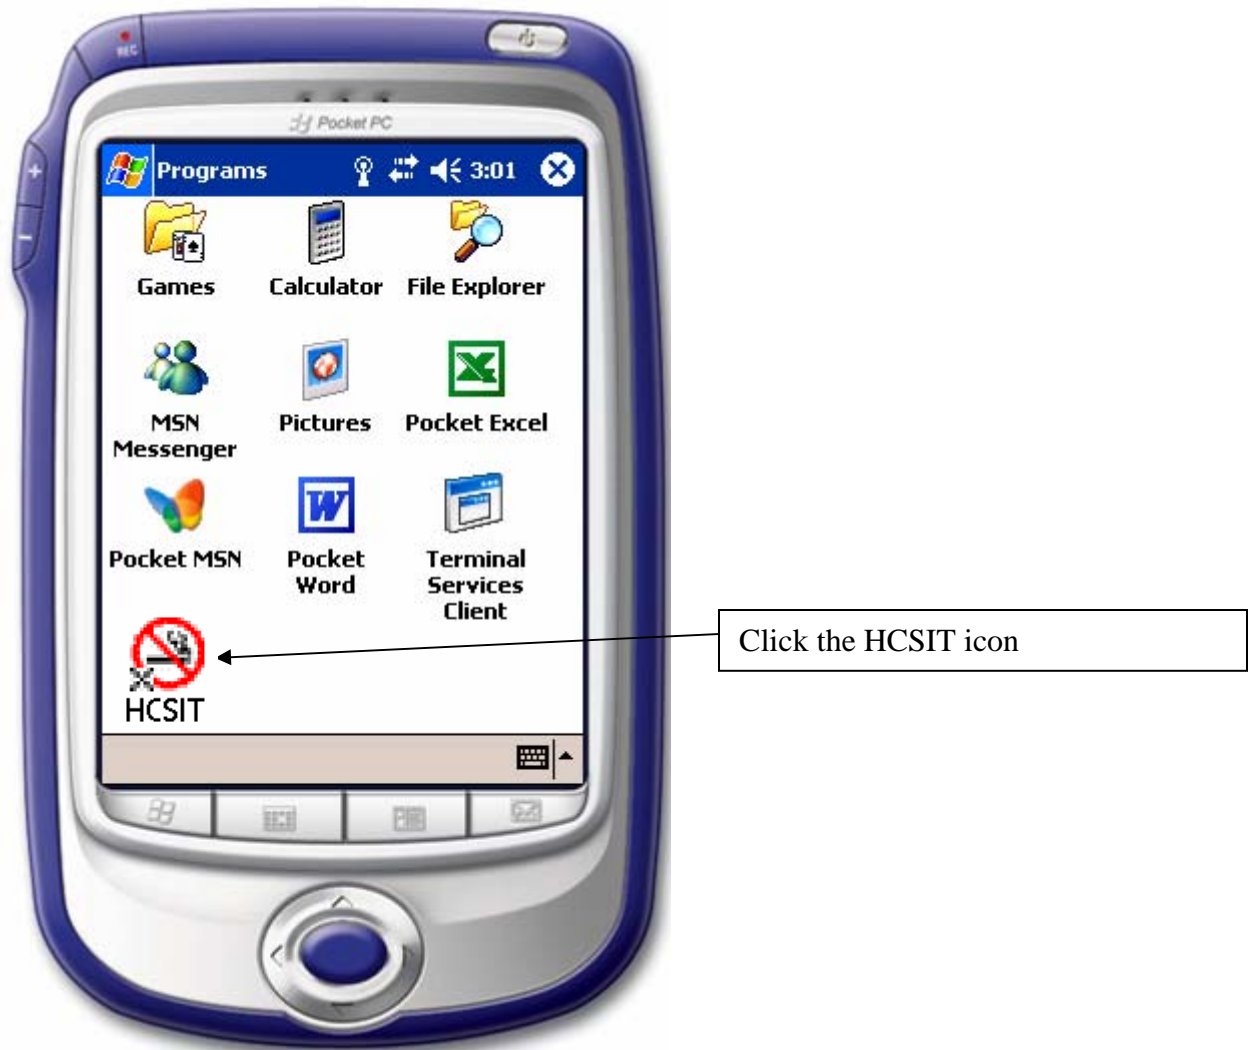 REC
Pocket PC
Programs 3:01
Games Calculator File Explorer
MSN Messenger Pictures Pocket Excel
Pocket MSN Pocket Word Terminal Services Client
HCSIT
Click the HCSIT icon